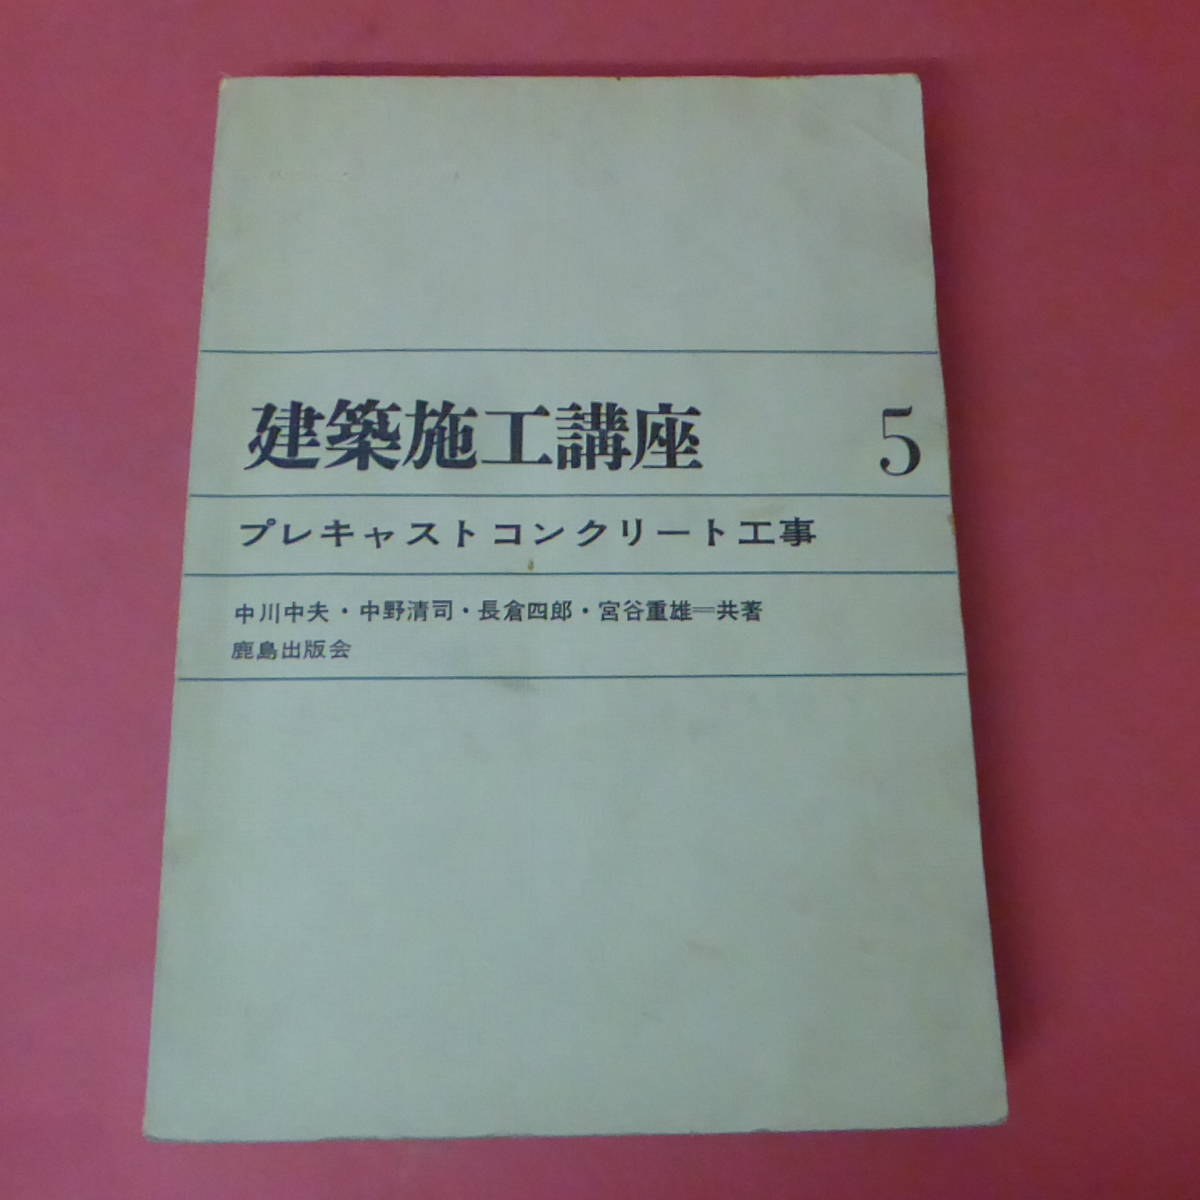 建築施工講座 5
プレキャストコンクリート工事
中川中夫・中野清司・長倉四郎・宮谷重雄＝共著
鹿島出版会